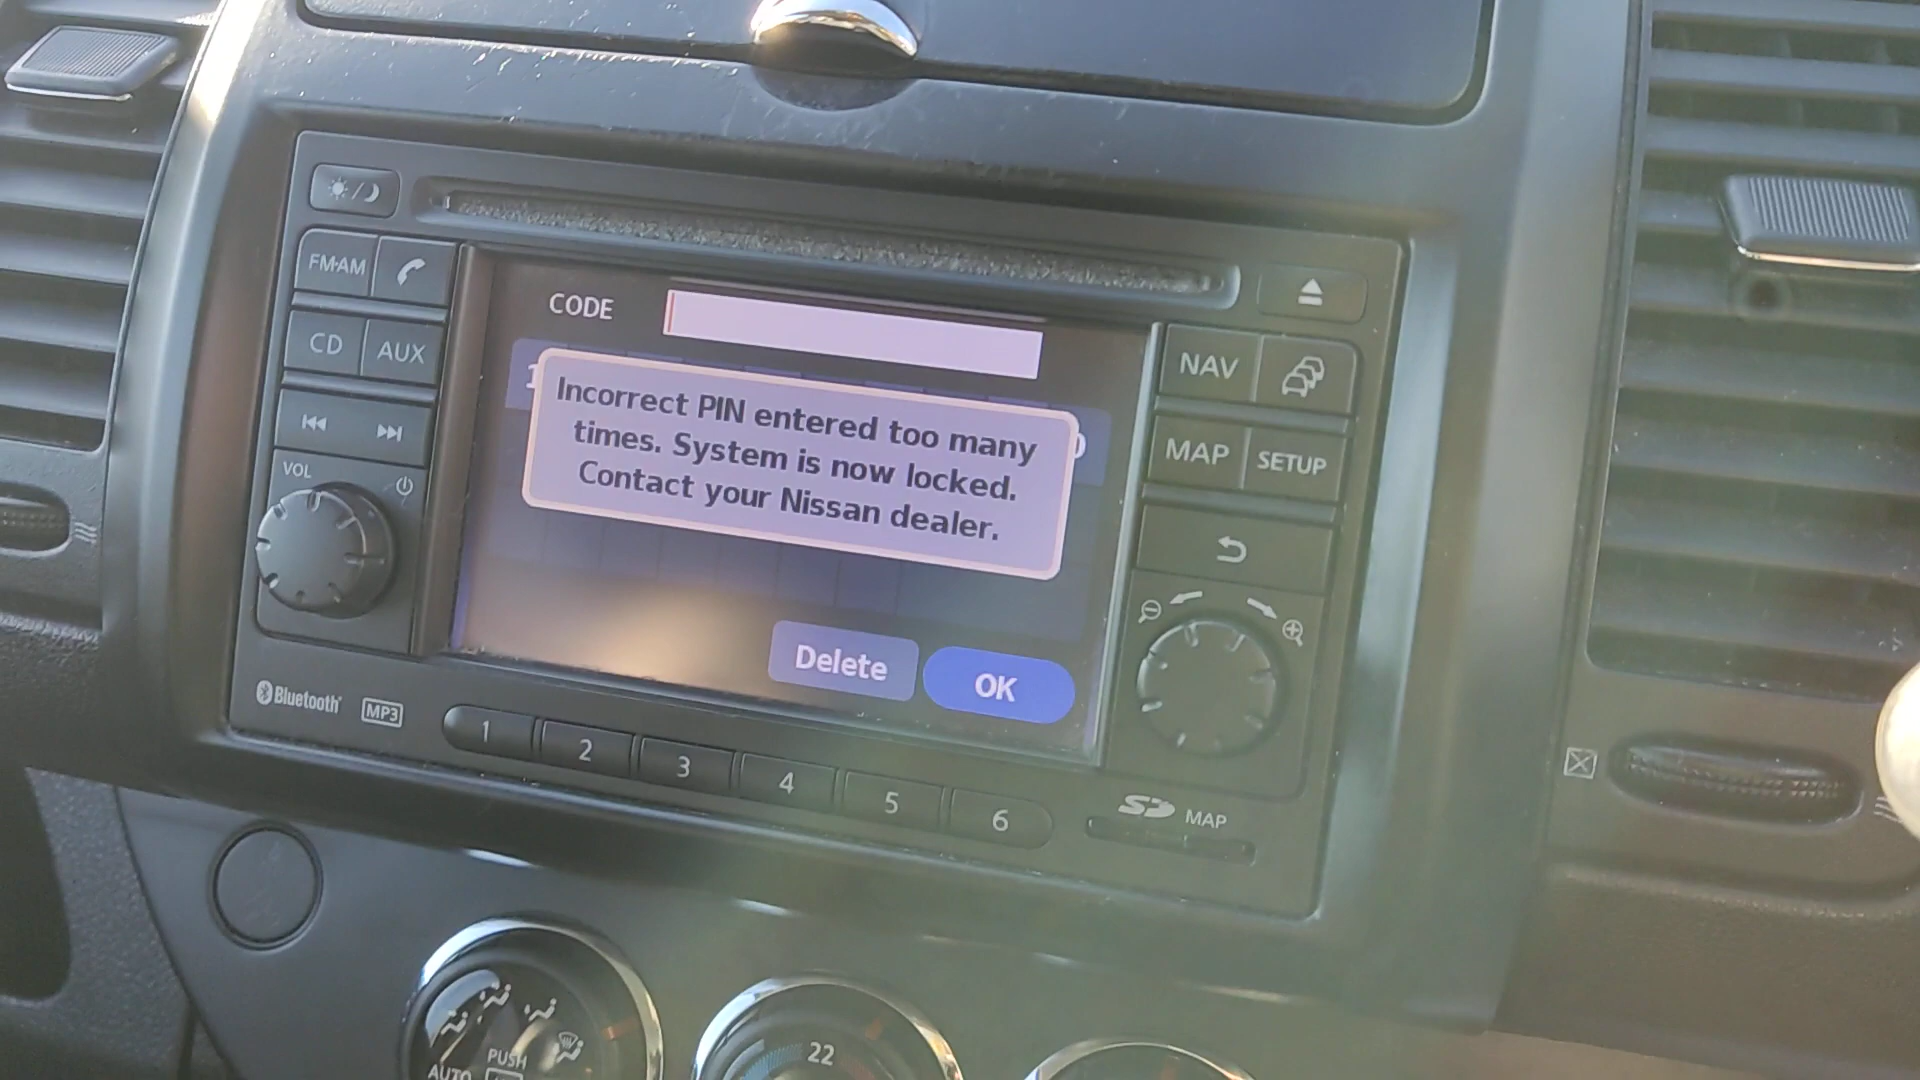 FM·AM
CD
AUX
VOL
CODE
Incorrect PIN entered too many
times. System is now locked.
Contact your Nissan dealer.
Delete
OK
NAV
MAP
SETUP
Bluetooth
MP3
1
2
3
4
5
6
SD
MAP
PUSH
AUTO
22